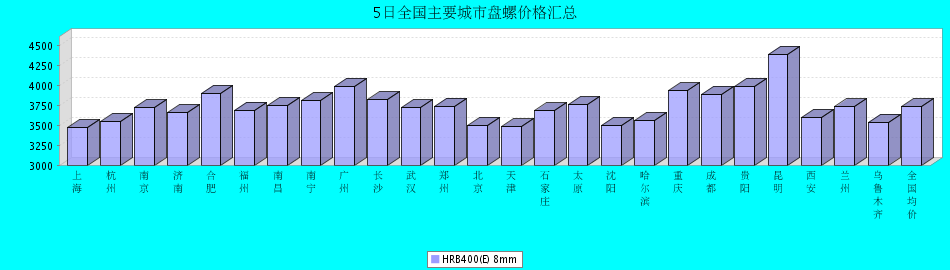 5日全国主要城市盘螺价格汇总
4500
4250
4000
3750
3500
3250
3000
上海
杭州
南京
济南
合肥
福州
南昌
南宁
广州
长沙
武汉
郑州
北京
天津
石家庄
太原
沈阳
哈尔滨
重庆
成都
贵阳
昆明
西安
兰州
乌鲁木齐
全国均价
HRB400(E) 8mm